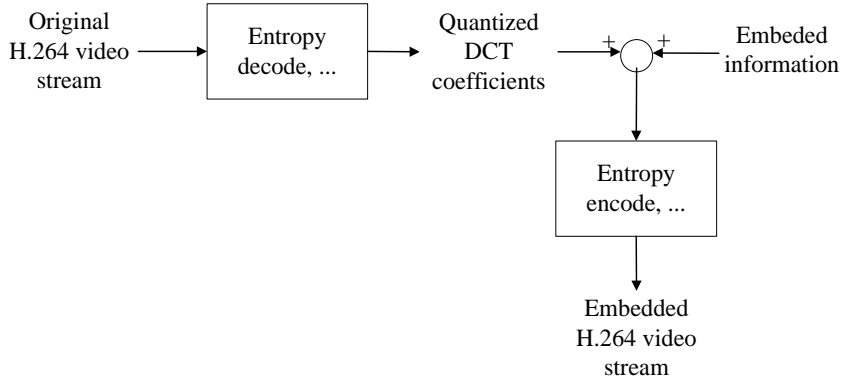 Original
H.264 video
stream
Entropy
decode, ...
Quantized
DCT
coefficients
+
+
Embeded
information
Entropy
encode, ...
Embedded
H.264 video
stream